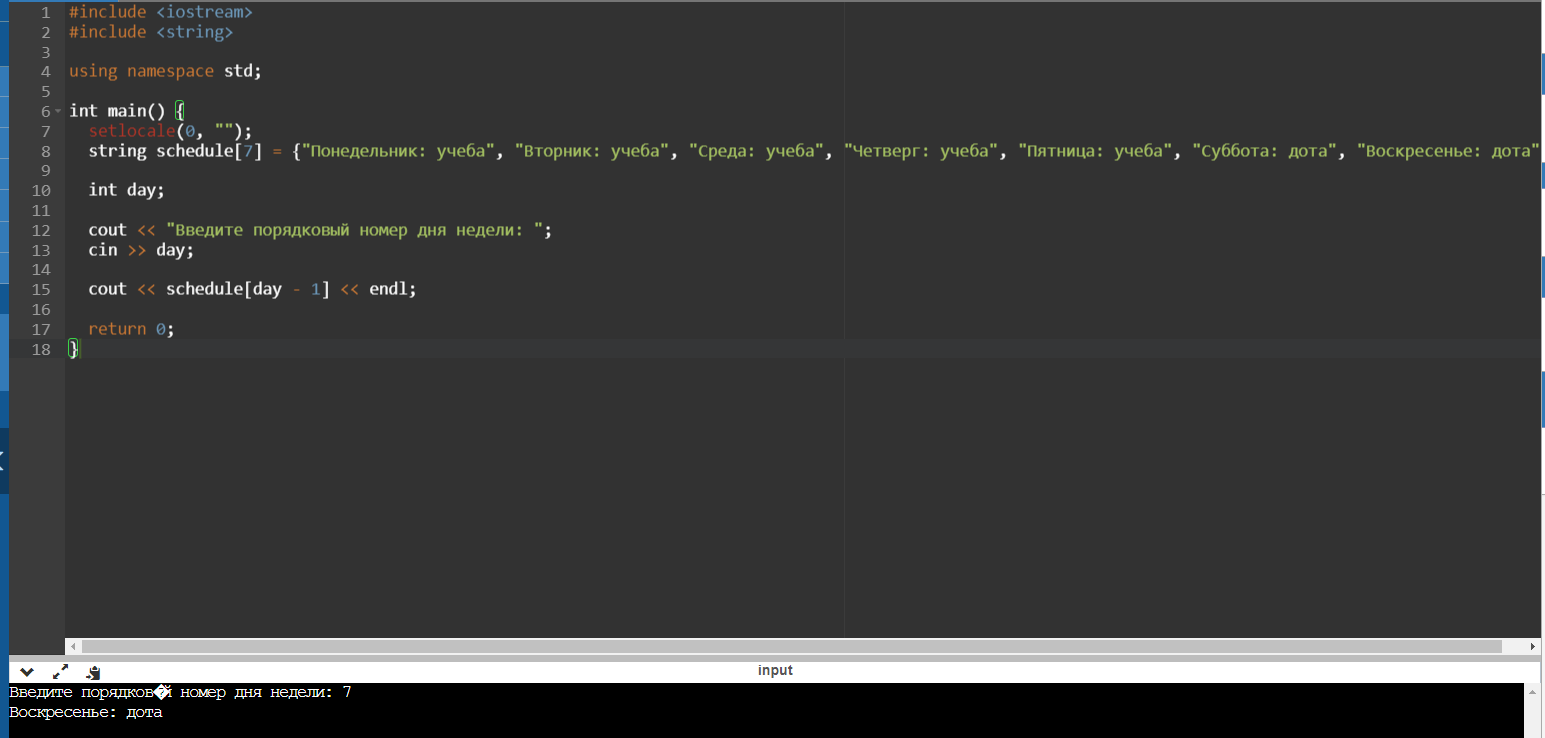 1 #include <iostream>
2 #include <string>
3
4 using namespace std;
5
6 int main() {
7 setlocale(0, "");
8 string schedule[7] = {"Понедельник: учеба", "Вторник: учеба", "Среда: учеба", "Четверг: учеба", "Пятница: учеба", "Суббота: дота", "Воскресенье: дота"
9
10 int day;
11
12 cout << "Введите порядковый номер дня недели: ";
13 cin >> day;
14
15 cout << schedule[day - 1] << endl;
16
17 return 0;
18 }
input
Введите порядков�й номер дня недели: 7
Воскресенье: дота